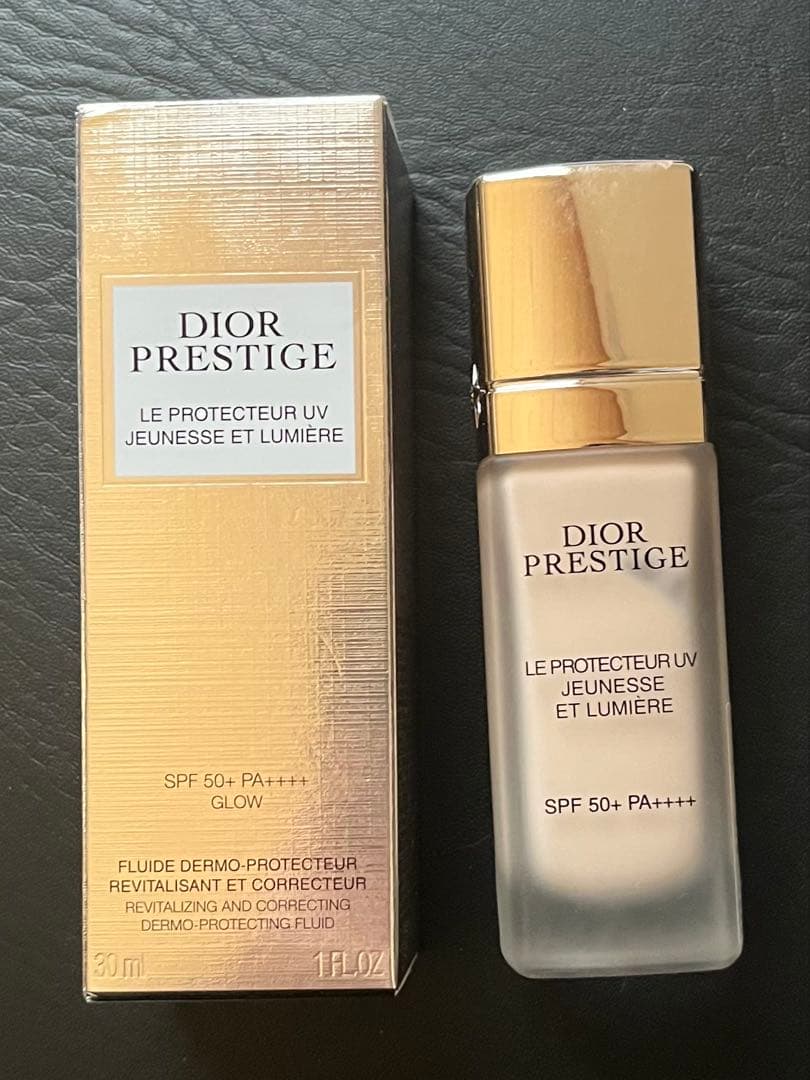 DIOR
PRESTIGE
LE PROTECTEUR UV
JEUNESSE ET LUMIÈRE
SPF 50+ PA++++
GLOW
FLUIDE DERMO-PROTECTEUR
REVITALISANT ET CORRECTEUR
REVITALIZING AND CORRECTING
DERMO-PROTECTING FLUID
30 ml 1 FL.OZ
DIOR
PRESTIGE
LE PROTECTEUR UV
JEUNESSE
ET LUMIÈRE
SPF 50+ PA++++